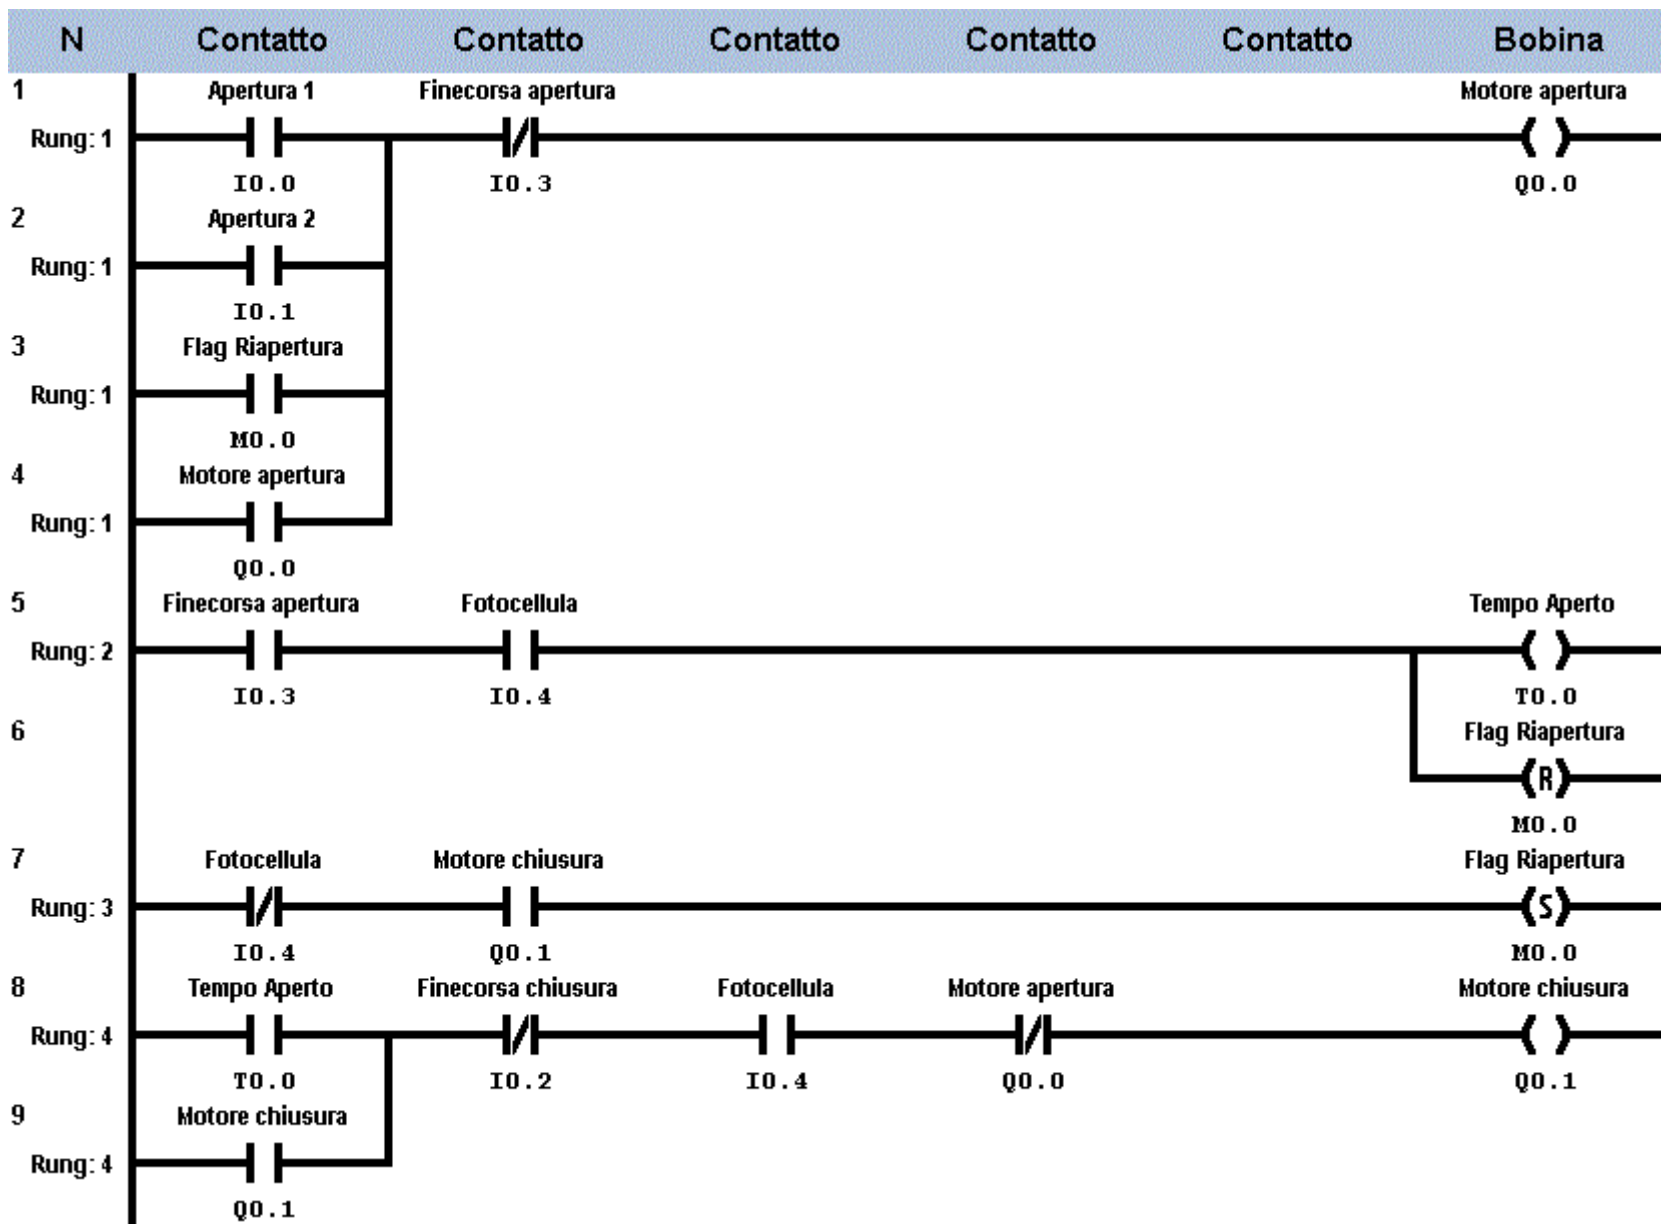 N Contatto Contatto Contatto Contatto Contatto Bobina
1 Apertura 1 Finecorsa apertura Motore apertura
Rung: 1
I0.0 I0.3 Q0.0
2 Apertura 2
Rung: 1
I0.1
3 Flag Riapertura
Rung: 1
M0.0
4 Motore apertura
Rung: 1
Q0.0
5 Finecorsa apertura Fotocellula Tempo Aperto
Rung: 2
I0.3 I0.4 T0.0
6 Flag Riapertura
R
M0.0
7 Fotocellula Motore chiusura Flag Riapertura
Rung: 3 S
I0.4 Q0.1 M0.0
8 Tempo Aperto Finecorsa chiusura Fotocellula Motore apertura Motore chiusura
Rung: 4
T0.0 I0.2 I0.4 Q0.0 Q0.1
9 Motore chiusura
Rung: 4
Q0.1